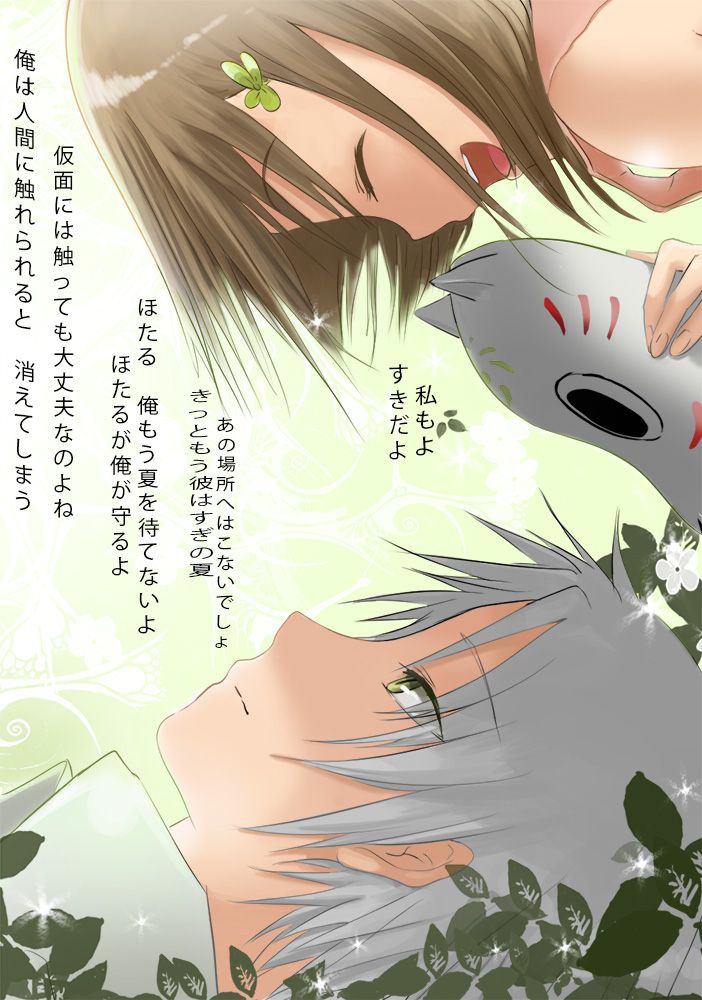 私もよ
すきだよ
あの場所へはこないでしょ
きっともう彼はすぎの夏
ほたる　俺もう夏を待てないよ
ほたるが俺が守るよ
仮面には触っても大丈夫なのよね
俺は人間に触れられると　消えてしまう